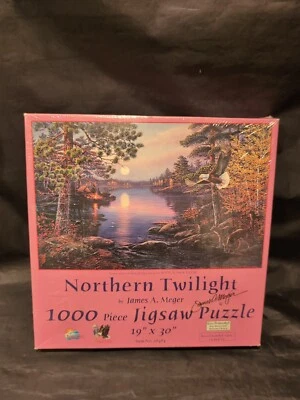 Northern Twilight
by James A. Meger
1000 Piece Jigsaw Puzzle
19" x 30"